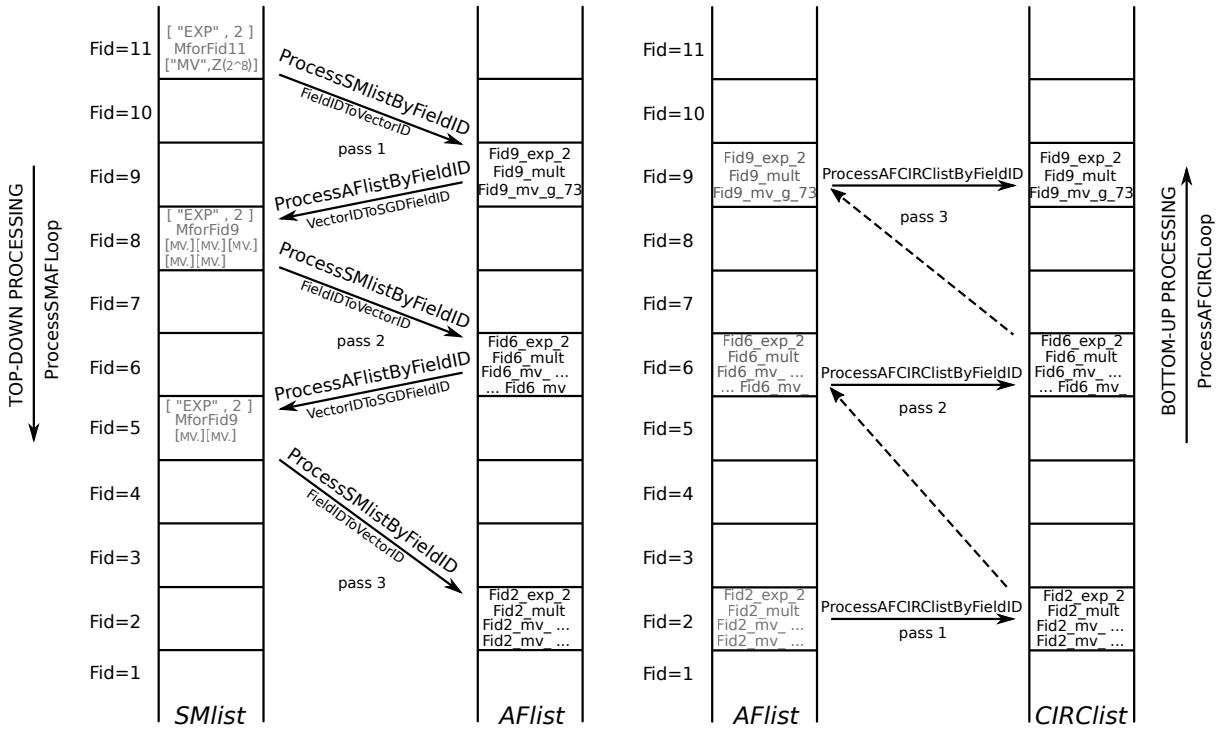 TOP-DOWN PROCESSING
ProcessSMAFLoop
Fid=11
Fid=10
Fid=9
Fid=8
Fid=7
Fid=6
Fid=5
Fid=4
Fid=3
Fid=2
Fid=1
[ "EXP" , 2 ]
MforFid11
["MV",Z(2^8)]
[ "EXP" , 2 ]
MforFid9
[MV.][MV.][MV.]
[MV.][MV.]
[ "EXP" , 2 ]
MforFid9
[MV.][MV.]
SMlist
ProcessSMlistByFieldID
FieldIDToVectorID
pass 1
ProcessAFlistByFieldID
VectorIDToSGDFieldID
ProcessSMlistByFieldID
FieldIDToVectorID
pass 2
ProcessAFlistByFieldID
VectorIDToSGDFieldID
ProcessSMlistByFieldID
FieldIDToVectorID
pass 3
Fid9_exp_2
Fid9_mult
Fid9_mv_g_73
Fid6_exp_2
Fid6_mult
Fid6_mv_ ...
... Fid6_mv_
Fid2_exp_2
Fid2_mult
Fid2_mv_ ...
Fid2_mv_ ...
AFlist
Fid=11
Fid=10
Fid=9
Fid=8
Fid=7
Fid=6
Fid=5
Fid=4
Fid=3
Fid=2
Fid=1
Fid9_exp_2
Fid9_mult
Fid9_mv_g_73
Fid6_exp_2
Fid6_mult
Fid6_mv_ ...
... Fid6_mv_
Fid2_exp_2
Fid2_mult
Fid2_mv_ ...
Fid2_mv_ ...
AFlist
ProcessAFCIRClistByFieldID
pass 3
ProcessAFCIRClistByFieldID
pass 2
ProcessAFCIRClistByFieldID
pass 1
Fid9_exp_2
Fid9_mult
Fid9_mv_g_73
Fid6_exp_2
Fid6_mult
Fid6_mv_ ...
... Fid6_mv_
Fid2_exp_2
Fid2_mult
Fid2_mv_ ...
Fid2_mv_ ...
CIRClist
BOTTOM-UP PROCESSING
ProcessAFCIRCLoop